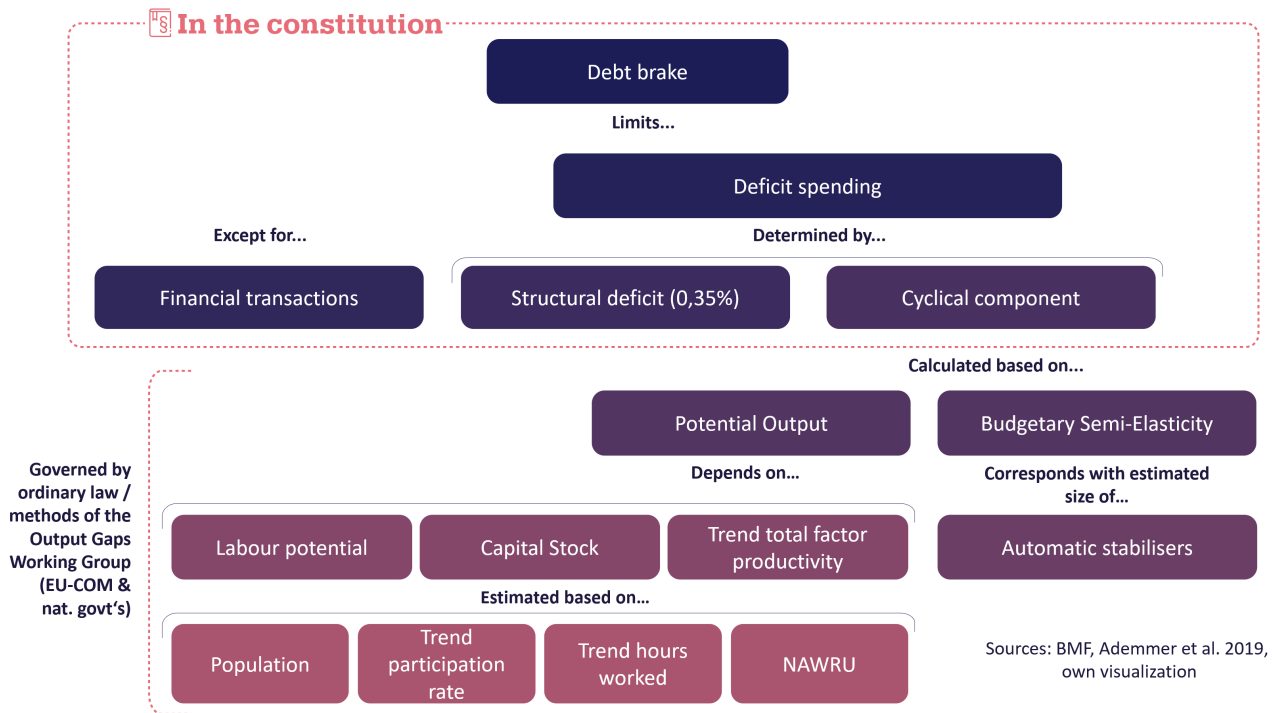 §
In the constitution
Debt brake
Limits...
Deficit spending
Except for...
Determined by...
Financial transactions
Structural deficit (0,35%)
Cyclical component
Calculated based on...
Potential Output
Budgetary Semi-Elasticity
Governed by
ordinary law /
methods of the
Output Gaps
Working Group
(EU-COM &
nat. govt‘s)
Depends on…
Corresponds with estimated
size of…
Labour potential
Capital Stock
Trend total factor
productivity
Automatic stabilisers
Estimated based on…
Population
Trend
participation
rate
Trend hours
worked
NAWRU
Sources: BMF, Ademmer et al. 2019,
own visualization